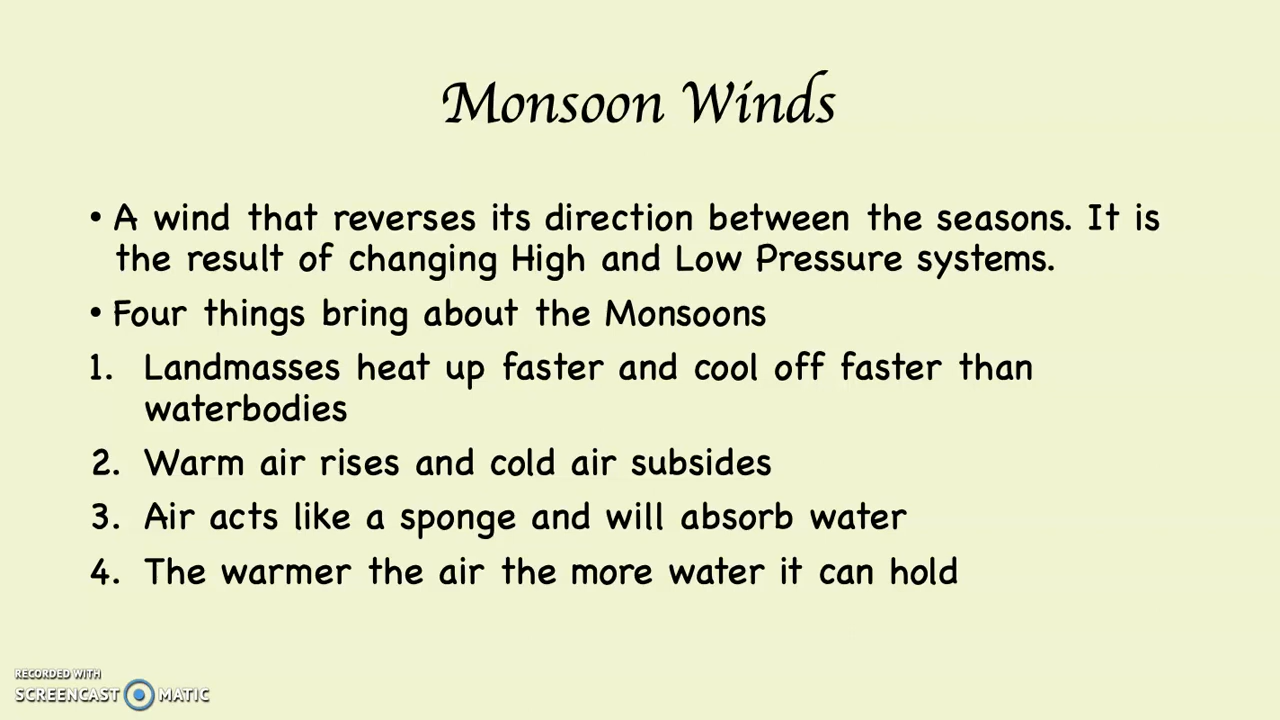 Monsoon Winds
• A wind that reverses its direction between the seasons. It is
the result of changing High and Low Pressure systems.
• Four things bring about the Monsoons
1. Landmasses heat up faster and cool off faster than
waterbodies
2. Warm air rises and cold air subsides
3. Air acts like a sponge and will absorb water
4. The warmer the air the more water it can hold
RECORDED WITH
SCREENCAST MATIC